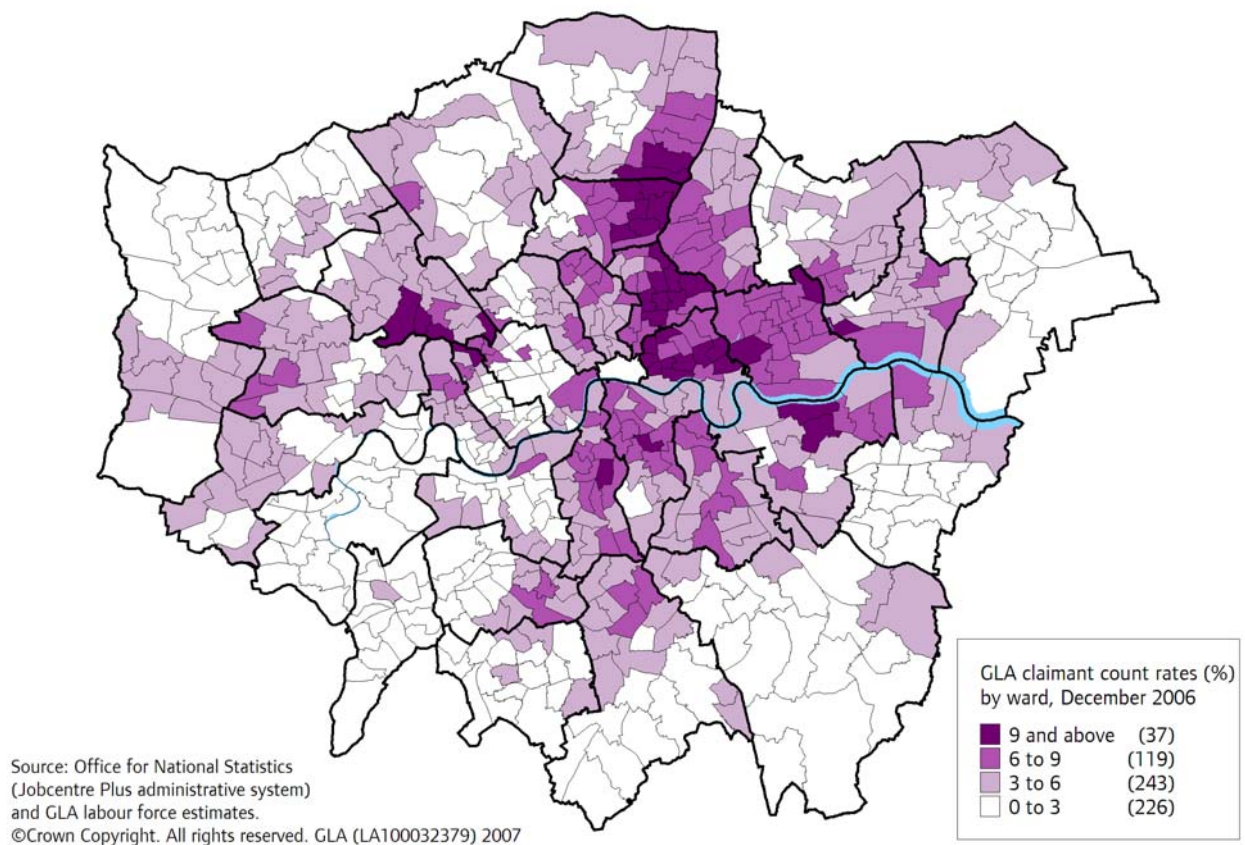 GLA claimant count rates (%)
by ward, December 2006
9 and above (37)
6 to 9 (119)
3 to 6 (243)
0 to 3 (226)
Source: Office for National Statistics
(Jobcentre Plus administrative system)
and GLA labour force estimates.
©Crown Copyright. All rights reserved. GLA (LA100032379) 2007